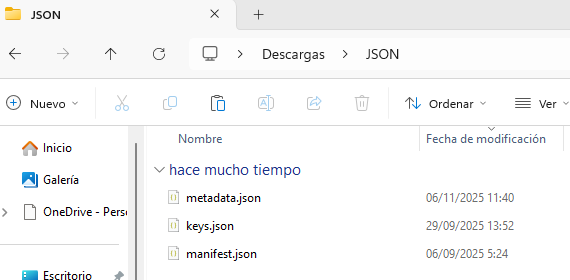 JSON
Descargas
JSON
Nuevo
Ordenar
Ver
Nombre
Fecha de modificación
Inicio
Galería
OneDrive - Perso
Escritorio
hace mucho tiempo
metadata.json 06/11/2025 11:40
keys.json 29/09/2025 13:52
manifest.json 06/09/2025 5:24